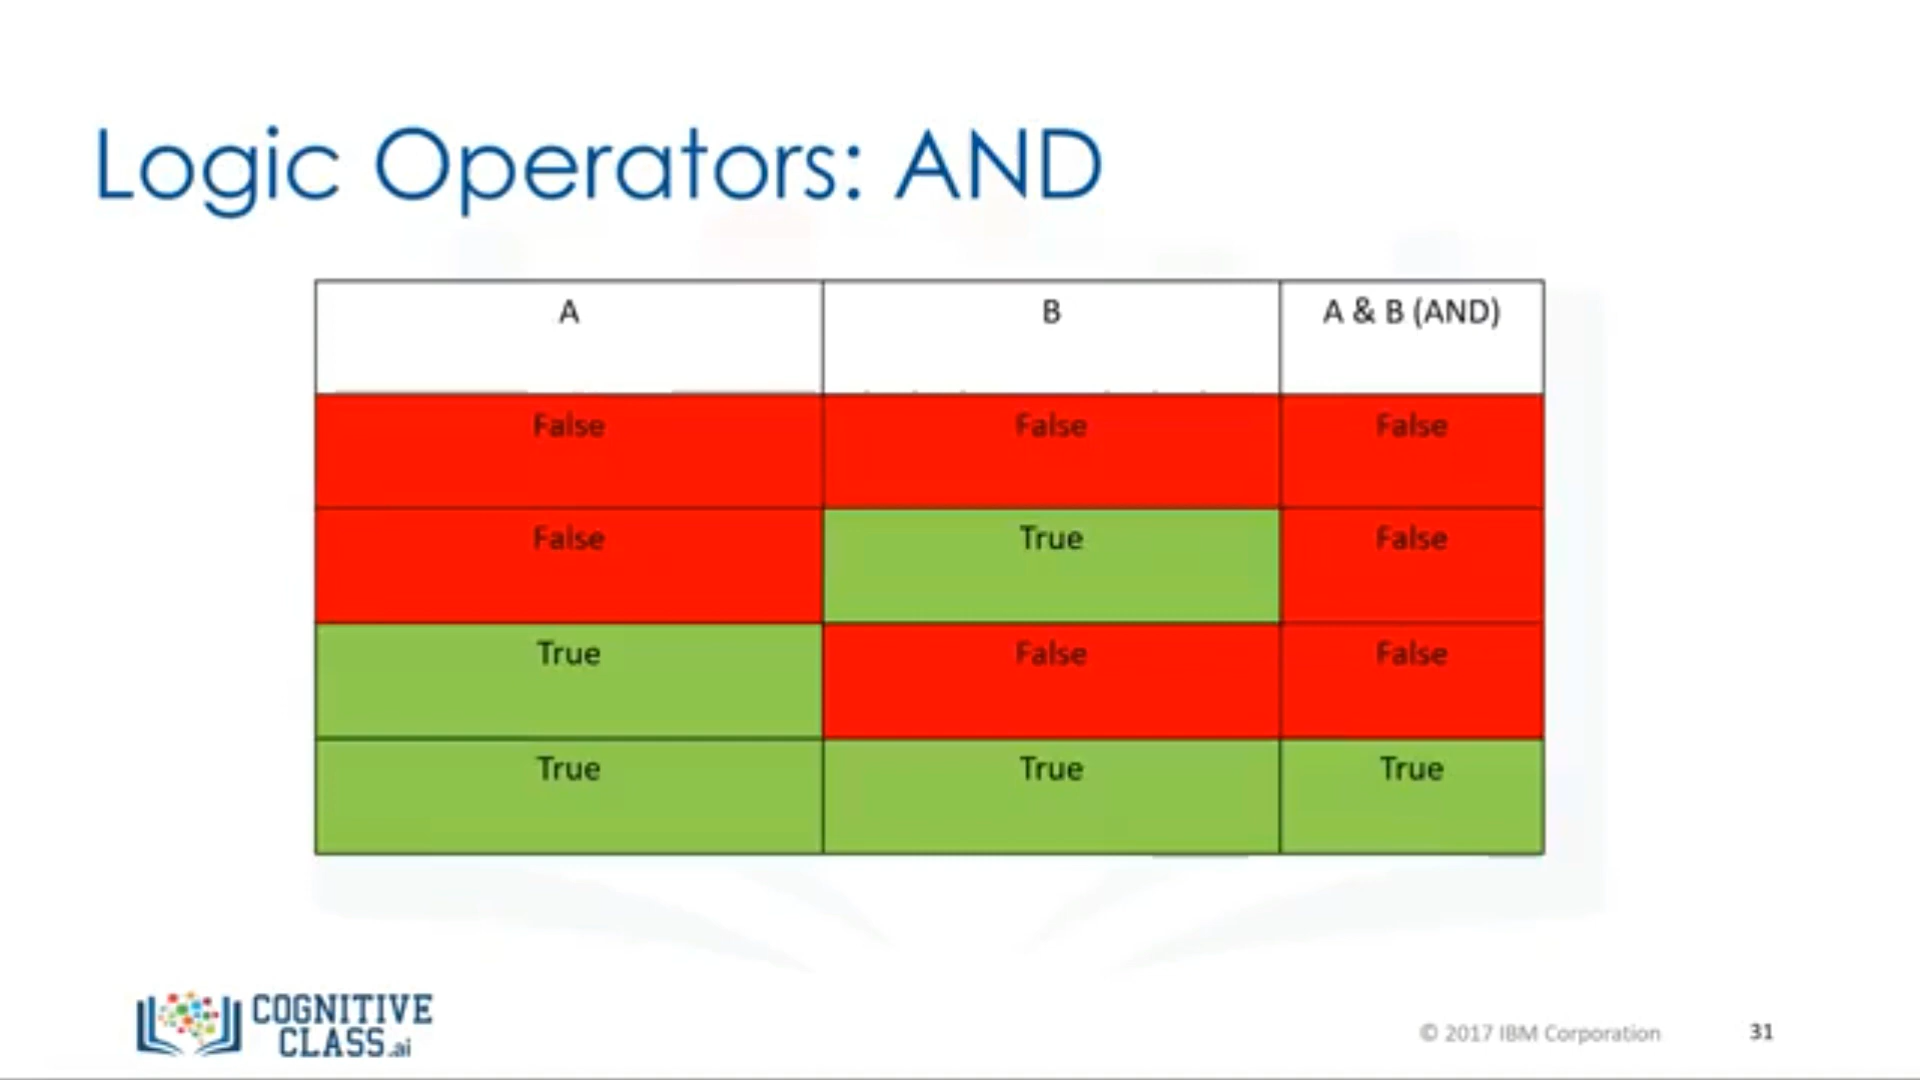 Logic Operators: AND
A B A & B (AND)
False False False
False True False
True False False
True True True
COGNITIVE
CLASS.ai
© 2017 IBM Corporation 31